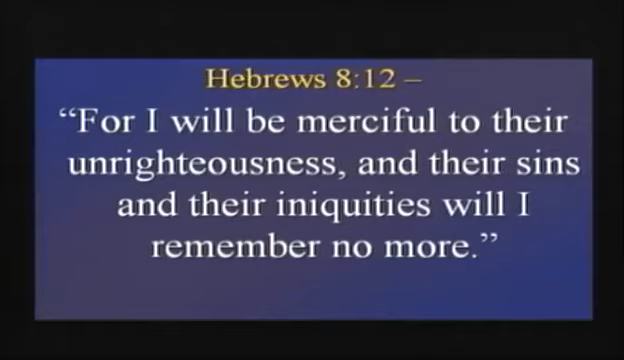 Hebrews 8:12 –
“For I will be merciful to their
unrighteousness, and their sins
and their iniquities will I
remember no more.”